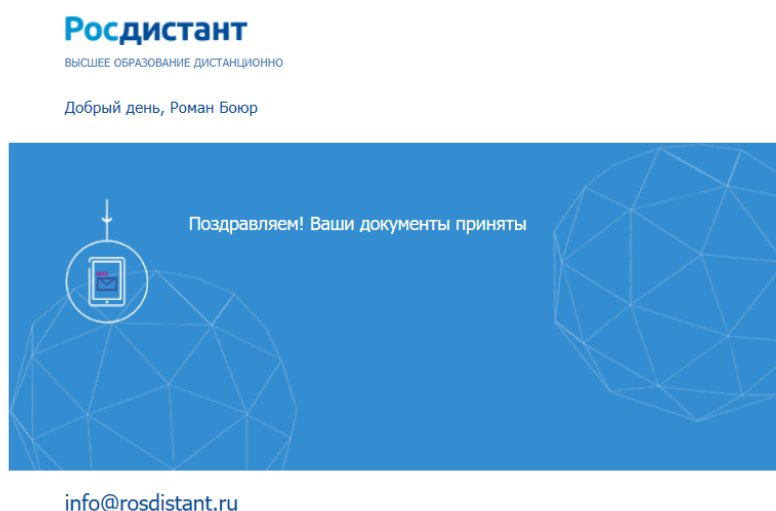 Росдистант
ВЫСШЕЕ ОБРАЗОВАНИЕ ДИСТАНЦИОННО
Добрый день, Роман Боюр
Поздравляем! Ваши документы приняты
info@rosdistant.ru